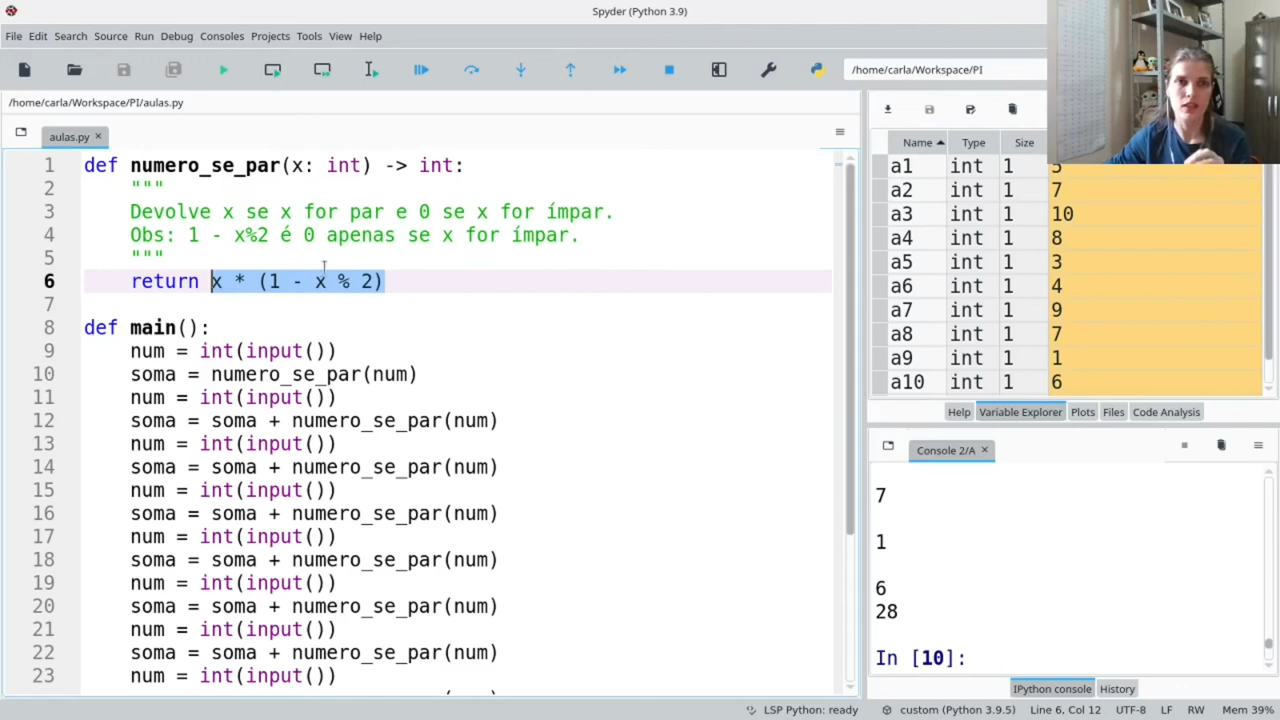 Spyder (Python 3.9)
File Edit Search Source Run Debug Consoles Projects Tools View Help
/home/carla/Workspace/PI
/home/carla/Workspace/PI/aulas.py
aulas.py
1 def numero_se_par(x: int) -> int:
2 """
3 Devolve x se x for par e 0 se x for ímpar.
4 Obs: 1 - x%2 é 0 apenas se x for ímpar.
5 """
6 return x * (1 - x % 2)
7
8 def main():
9 num = int(input())
10 soma = numero_se_par(num)
11 num = int(input())
12 soma = soma + numero_se_par(num)
13 num = int(input())
14 soma = soma + numero_se_par(num)
15 num = int(input())
16 soma = soma + numero_se_par(num)
17 num = int(input())
18 soma = soma + numero_se_par(num)
19 num = int(input())
20 soma = soma + numero_se_par(num)
21 num = int(input())
22 soma = soma + numero_se_par(num)
23 num = int(input())
Name Type Size
a1 int 1 5
a2 int 1 7
a3 int 1 10
a4 int 1 8
a5 int 1 3
a6 int 1 4
a7 int 1 9
a8 int 1 7
a9 int 1 1
a10 int 1 6
Help Variable Explorer Plots Files Code Analysis
Console 2/A
7
1
6
28
In [10]:
IPython console History
LSP Python: ready custom (Python 3.9.5) Line 6, Col 12 UTF-8 LF RW Mem 39%